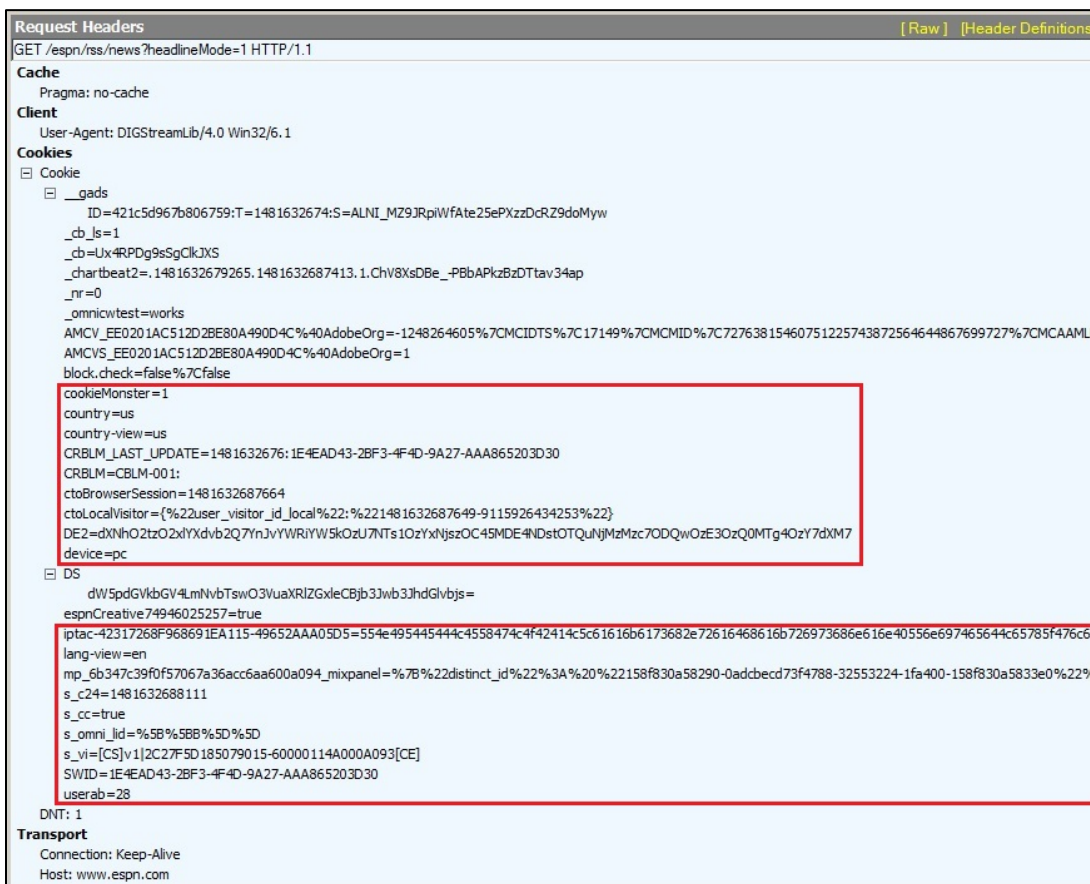 Request Headers [ Raw ] [Header Definitions
GET /espn/rss/news?headlineMode=1 HTTP/1.1
Cache
Pragma: no-cache
Client
User-Agent: DIGStreamLib/4.0 Win32/6.1
Cookies
Cookie
__gads
ID=421c5d967b806759:T=1481632674:S=ALNI_MZ9JRpiWfAte25ePXzzDcRZ9doMyw
_cb_ls=1
_cb=Ux4RPDg9sSgClkJXS
_chartbeat2=.1481632679265.1481632687413.1.ChV8XsDBe_-PBbAPkzBzDTtav34ap
_nr=0
_omnicwtest=works
AMCV_EE0201AC512D2BE80A490D4C%40AdobeOrg=-1248264605%7CMCIDTS%7C17149%7CMCMID%7C72763815460751225743872564644867699727%7CMCAAML
AMCVS_EE0201AC512D2BE80A490D4C%40AdobeOrg=1
block.check=false%7Cfalse
cookieMonster=1
country=us
country-view=us
CRBLM_LAST_UPDATE=1481632676:1E4EAD43-2BF3-4F4D-9A27-AAA865203D30
CRBLM=CBLM-001:
ctoBrowserSession=1481632687664
ctoLocalVisitor={%22user_visitor_id_local%22:%221481632687649-9115926434253%22}
DE2=dXNhO2tzO2xlYXdvb2Q7YnJvYWRiYW5kOzU7NTs1OzYxNjszOC45MDE4NDstOTQuNjMzMzc7ODQwOzE3OzQ0MTg4OzY7dXM7
device=pc
DS
dW5pdGVkbGV4LmNvbTswO3VuaXRlZGxleCBjb3Jwb3JhdGlvbjs=
espnCreative74946025257=true
iptac-42317268F968691EA115-49652AAA05D5=554e495445444c4558474c4f42414c5c61616b6173682e72616468616b726973686e616e40556e697465644c65785f476c6
lang-view=en
mp_6b347c39f0f57067a36acc6aa600a094_mixpanel=%7B%22distinct_id%22%3A%20%22158f830a58290-0adcbecd73f4788-32553224-1fa400-158f830a5833e0%22%
s_c24=1481632688111
s_cc=true
s_omni_lid=%5B%5BB%5D%5D
s_vi=[CS]v1|2C27F5D185079015-60000114A000A093[CE]
SWID=1E4EAD43-2BF3-4F4D-9A27-AAA865203D30
userab=28
DNT: 1
Transport
Connection: Keep-Alive
Host: www.espn.com